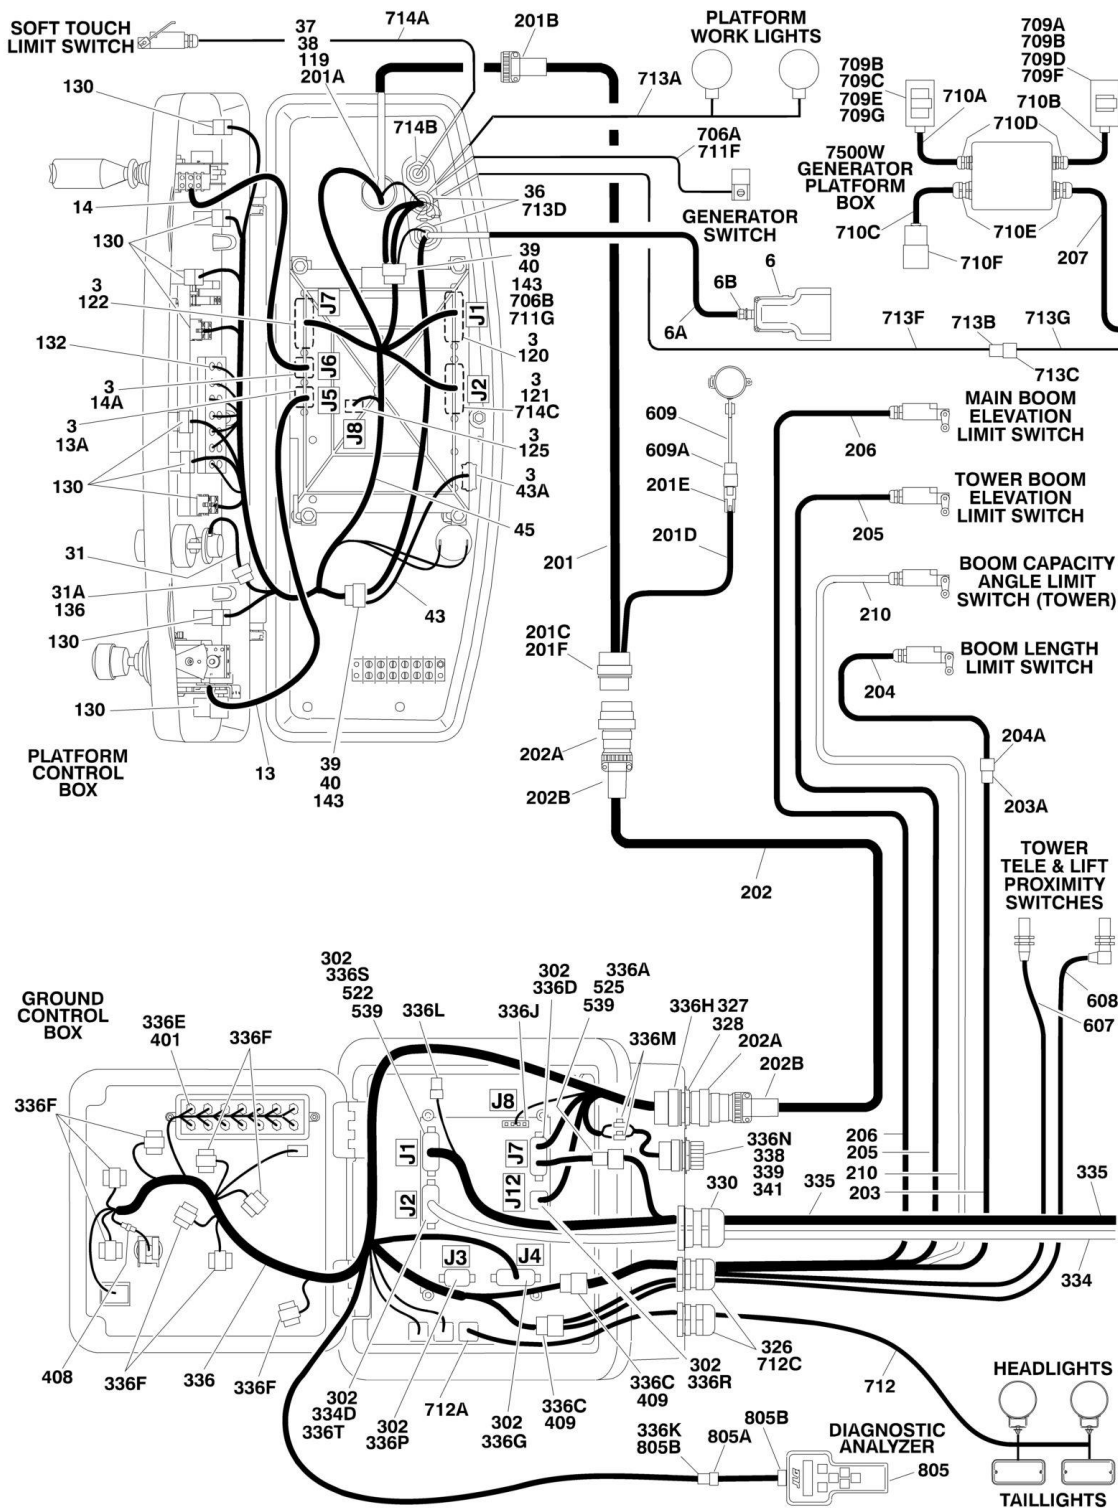 SOFT TOUCH
LIMIT SWITCH
714A
37
38
119
201A
201B
PLATFORM
WORK LIGHTS
713A
709A
709B
709D
709F
709B
709C
709E
709G
710A
710B
710D
7500W
GENERATOR
PLATFORM
BOX
710C
710E
710F
207
130
714B
706A
711F
36
713D
GENERATOR
SWITCH
14
130
39
40
143
706B
711G
6
6B
6A
713F
713B
713G
713C
3
122
J7
J1
3
120
132
J6
J2
3
121
714C
3
14A
J5
J8
3
13A
3
125
3
43A
130
45
609
609A
201E
201D
206
MAIN BOOM
ELEVATION
LIMIT SWITCH
205
TOWER BOOM
ELEVATION
LIMIT SWITCH
31
201
31A
136
43
210
BOOM CAPACITY
ANGLE LIMIT
SWITCH (TOWER)
130
201C
201F
204
BOOM LENGTH
LIMIT SWITCH
130
PLATFORM
CONTROL
BOX
13
39
40
143
202A
202B
204A
203A
202
TOWER
TELE & LIFT
PROXIMITY
SWITCHES
608
607
GROUND
CONTROL
BOX
302
336S
522
539
336L
302
336D
336J
336A
525
539
336H
327
328
336M
202A
202B
336E
401
336F
336F
J8
J1
J7
J2
J12
336N
338
339
341
330
335
206
205
210
203
335
334
J3
J4
408
336F
336
336F
302
334D
336T
302
336P
712A
302
336G
336C
409
336C
409
302
336R
326
712C
712
HEADLIGHTS
336K
805B
805A
805B
DIAGNOSTIC
ANALYZER
JLG
805
TAILLIGHTS